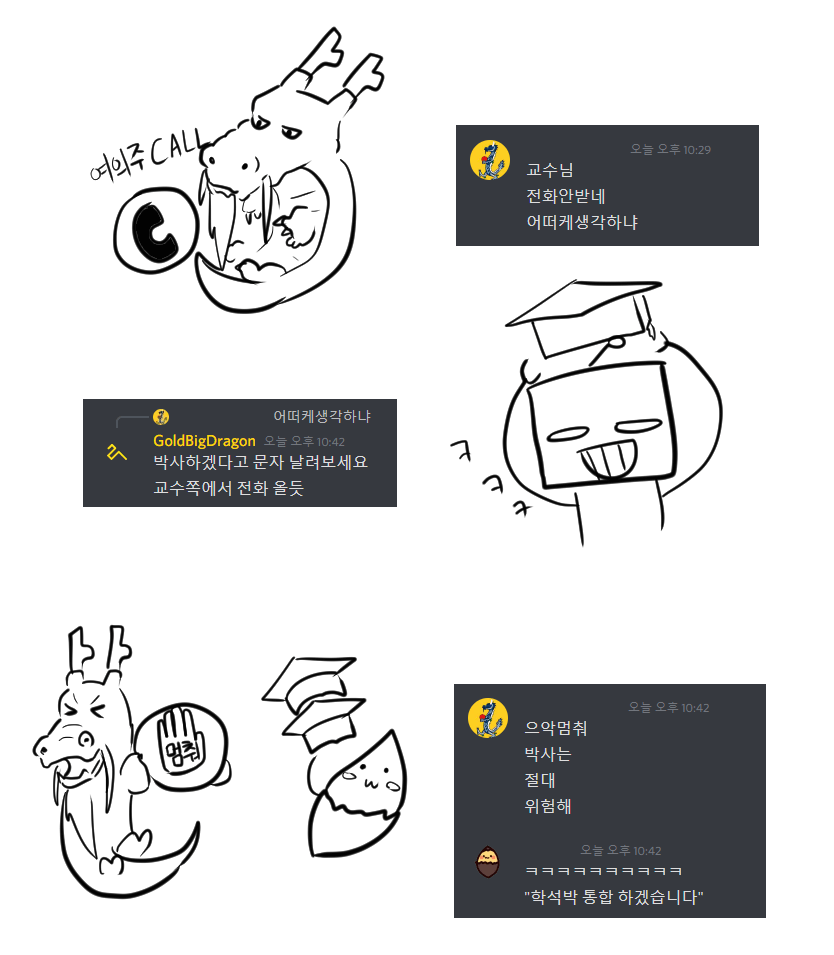 여의주 CALL
오늘 오후 10:29
교수님
전화안받네
어떠케생각하냐
어떠케생각하냐
GoldBigDragon 오늘 오후 10:42
박사하겠다고 문자 날려보세요
교수쪽에서 전화 올듯
ㅋ
ㅋ
ㅋ
멈춰
오늘 오후 10:42
으악멈춰
박사는
절대
위험해
오늘 오후 10:42
ㅋㅋㅋㅋㅋㅋㅋㅋㅋㅋ
"학석박 통합 하겠습니다"